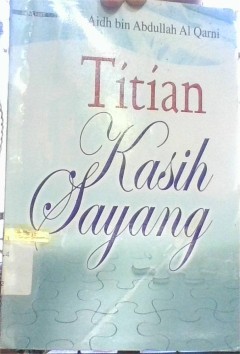 Aidh bin Abdullah Al Qarni
Titian
Kasih
Sayang